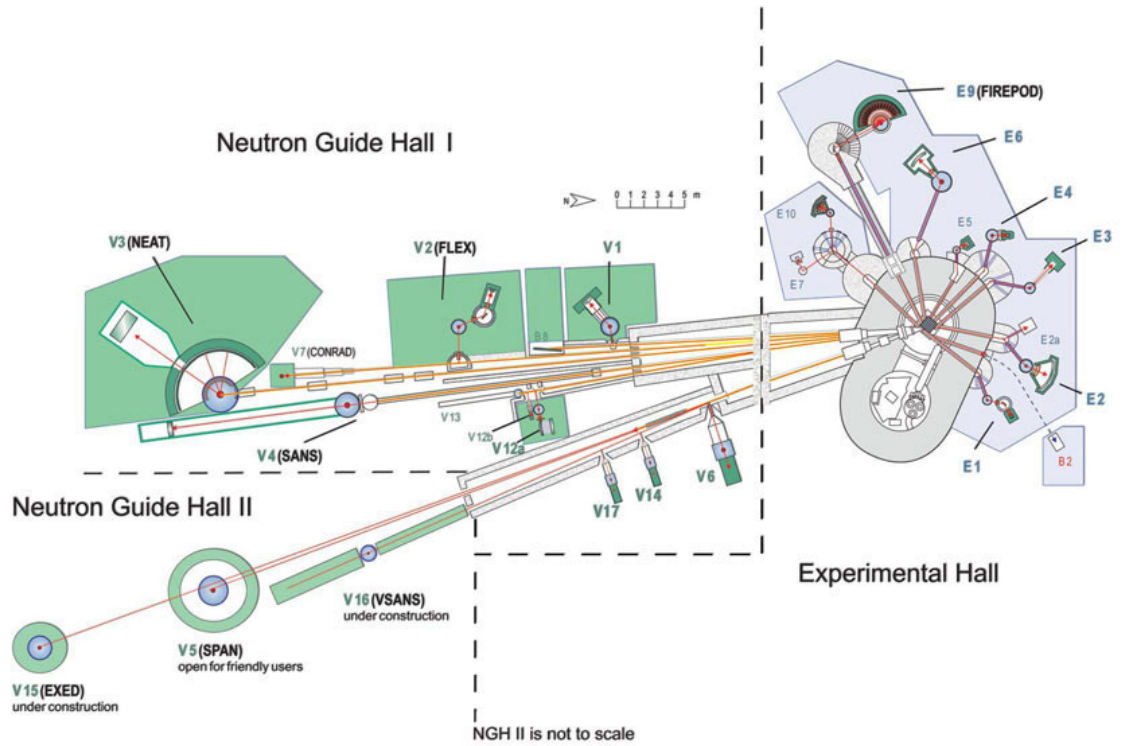 E9(FIREPOD)
Neutron Guide Hall I
E6
N
0 1 2 3 4 5 m
E4
E10
E5
V3(NEAT)
V2(FLEX)
V1
E3
E7
B8
V7(CONRAD)
E2a
V13
E2
V12b
V12a
V4(SANS)
E1
B2
V6
V14
V17
Neutron Guide Hall II
Experimental Hall
V16(VSANS)
under construction
V5(SPAN)
open for friendly users
V15(EXED)
under construction
NGH II is not to scale